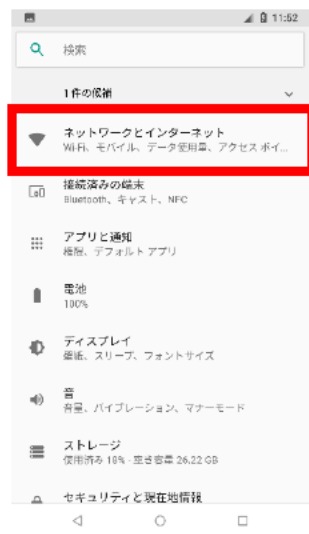 11:52
検索
1件の候補
ネットワークとインターネット
Wi-Fi、モバイル、データ使用量、アクセス ポイ...
接続済みの端末
Bluetooth、キャスト、NFC
アプリと通知
権限、デフォルト アプリ
電池
100%
ディスプレイ
壁紙、スリープ、フォントサイズ
音
音量、バイブレーション、マナーモード
ストレージ
使用済み 18% - 空き容量 26.22 GB
セキュリティと現在地情報